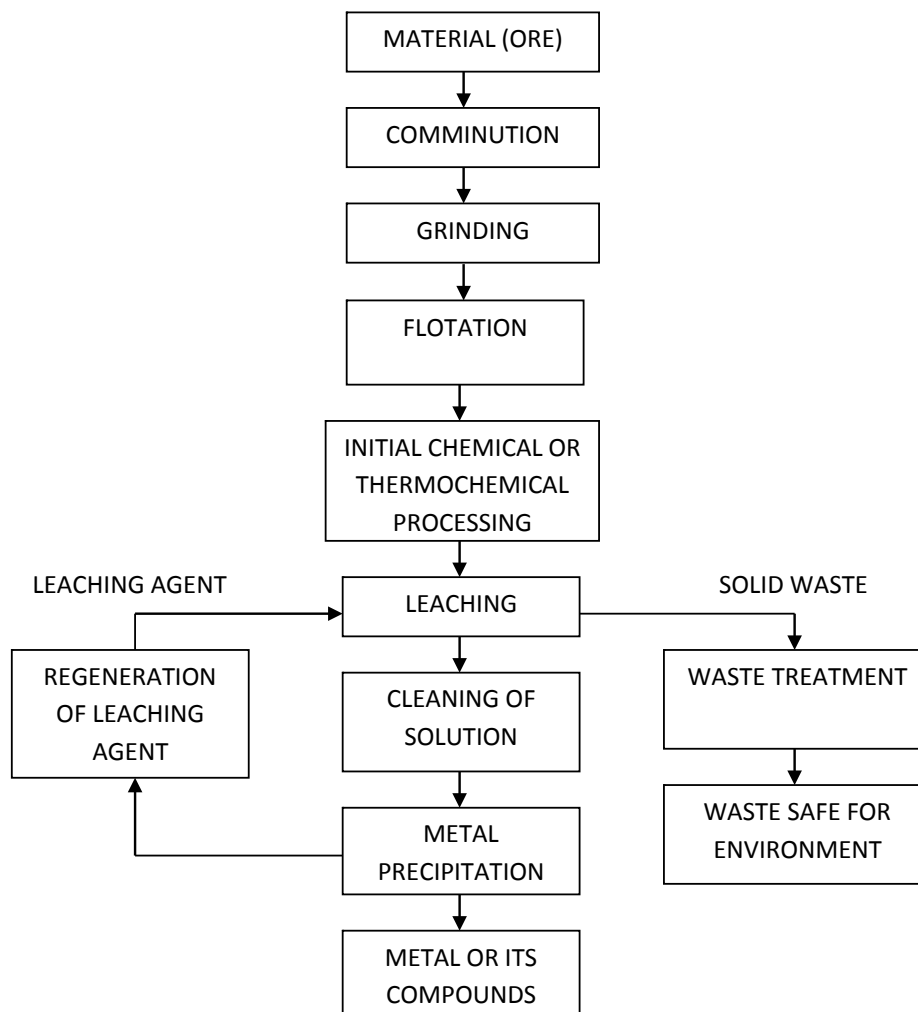 MATERIAL (ORE)
COMMINUTION
GRINDING
FLOTATION
INITIAL CHEMICAL OR
THERMOCHEMICAL
PROCESSING
LEACHING AGENT
LEACHING
SOLID WASTE
REGENERATION
OF LEACHING
AGENT
CLEANING OF
SOLUTION
WASTE TREATMENT
METAL
PRECIPITATION
WASTE SAFE FOR
ENVIRONMENT
METAL OR ITS
COMPOUNDS